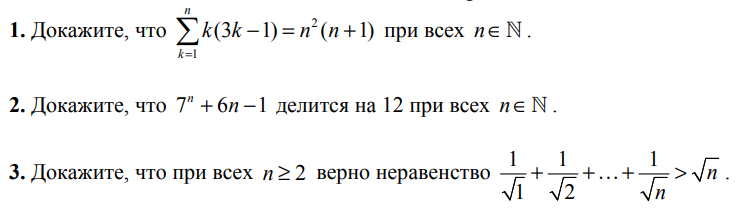 1. Докажите, что $\sum_{k=1}^{n} k(3k-1) = n^2(n+1)$ при всех $n \in \mathbb{N}$ .
2. Докажите, что $7^n + 6n - 1$ делится на 12 при всех $n \in \mathbb{N}$ .
3. Докажите, что при всех $n \geq 2$ верно неравенство $\frac{1}{\sqrt{1}} + \frac{1}{\sqrt{2}} + \ldots + \frac{1}{\sqrt{n}} > \sqrt{n}$ .